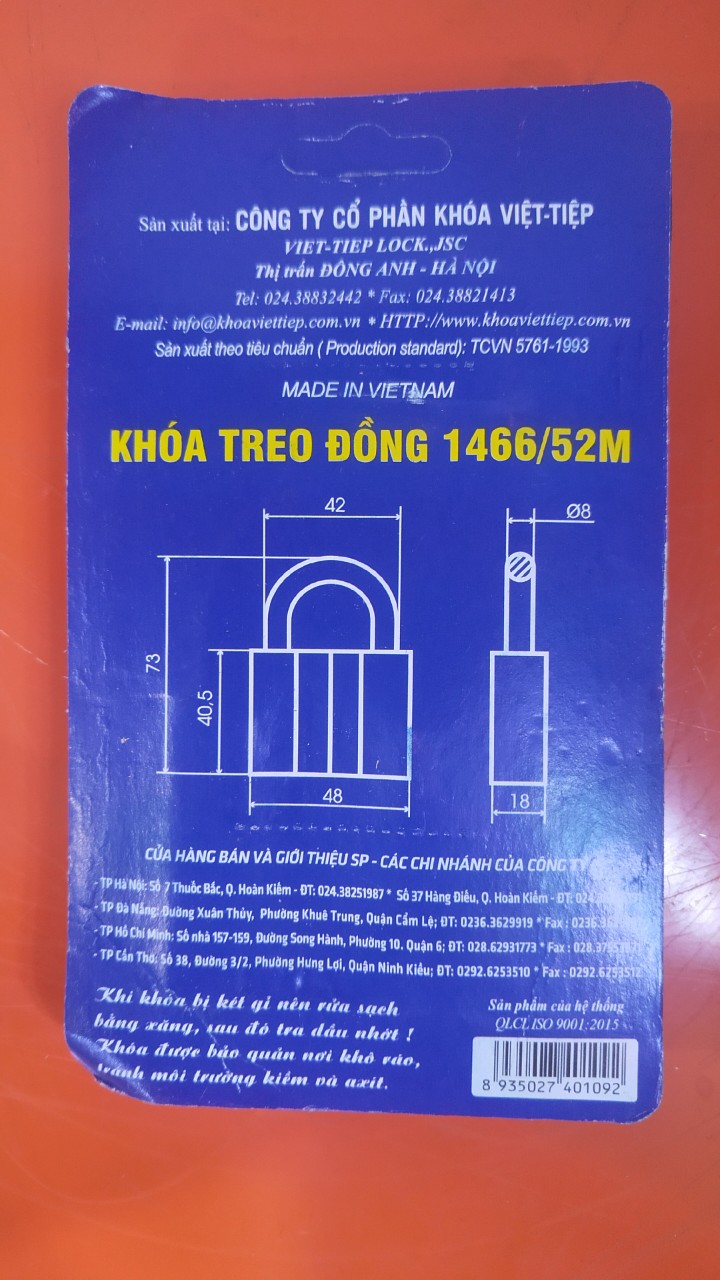 Sản xuất tại: CÔNG TY CỔ PHẦN KHÓA VIỆT-TIỆP
VIET-TIEP LOCK.,JSC
Thị trấn ĐÔNG ANH - HÀ NỘI
Tel: 024.38832442 * Fax: 024.38821413
E-mail: info@khoaviettiep.com.vn * HTTP://www.khoaviettiep.com.vn
Sản xuất theo tiêu chuẩn ( Production standard): TCVN 5761-1993
MADE IN VIETNAM
KHÓA TREO ĐỒNG 1466/52M
42
Ø8
73
40,5
48
18
CỬA HÀNG BÁN VÀ GIỚI THIỆU SP - CÁC CHI NHÁNH CỦA CÔNG TY
- TP Hà Nội: Số 7 Thuốc Bắc, Q. Hoàn Kiếm - ĐT: 024.38251987 * Số 37 Hàng Điếu, Q. Hoàn Kiếm - ĐT:
- TP Đà Nẵng: Đường Xuân Thủy, Phường Khuê Trung, Quận Cẩm Lệ; ĐT: 0236.3629919 * Fax :
- TP Hồ Chí Minh: Số nhà 157-159, Đường Song Hành, Phường 10. Quận 6; ĐT: 028.62931773 * Fax :
- TP Cần Thơ: Số 38, Đường 3/2, Phường Hưng Lợi, Quận Ninh Kiều; ĐT: 0292.6253510 * Fax : 0292.6253512
Khi khóa bị két gỉ nên rửa sạch
bằng xăng, sau đó tra dầu nhớt !
Khóa được bảo quản nơi khô ráo,
tránh môi trường kiềm và axit.
Sản phẩm của hệ thống
QLCL ISO 9001:2015
8 935027 401092